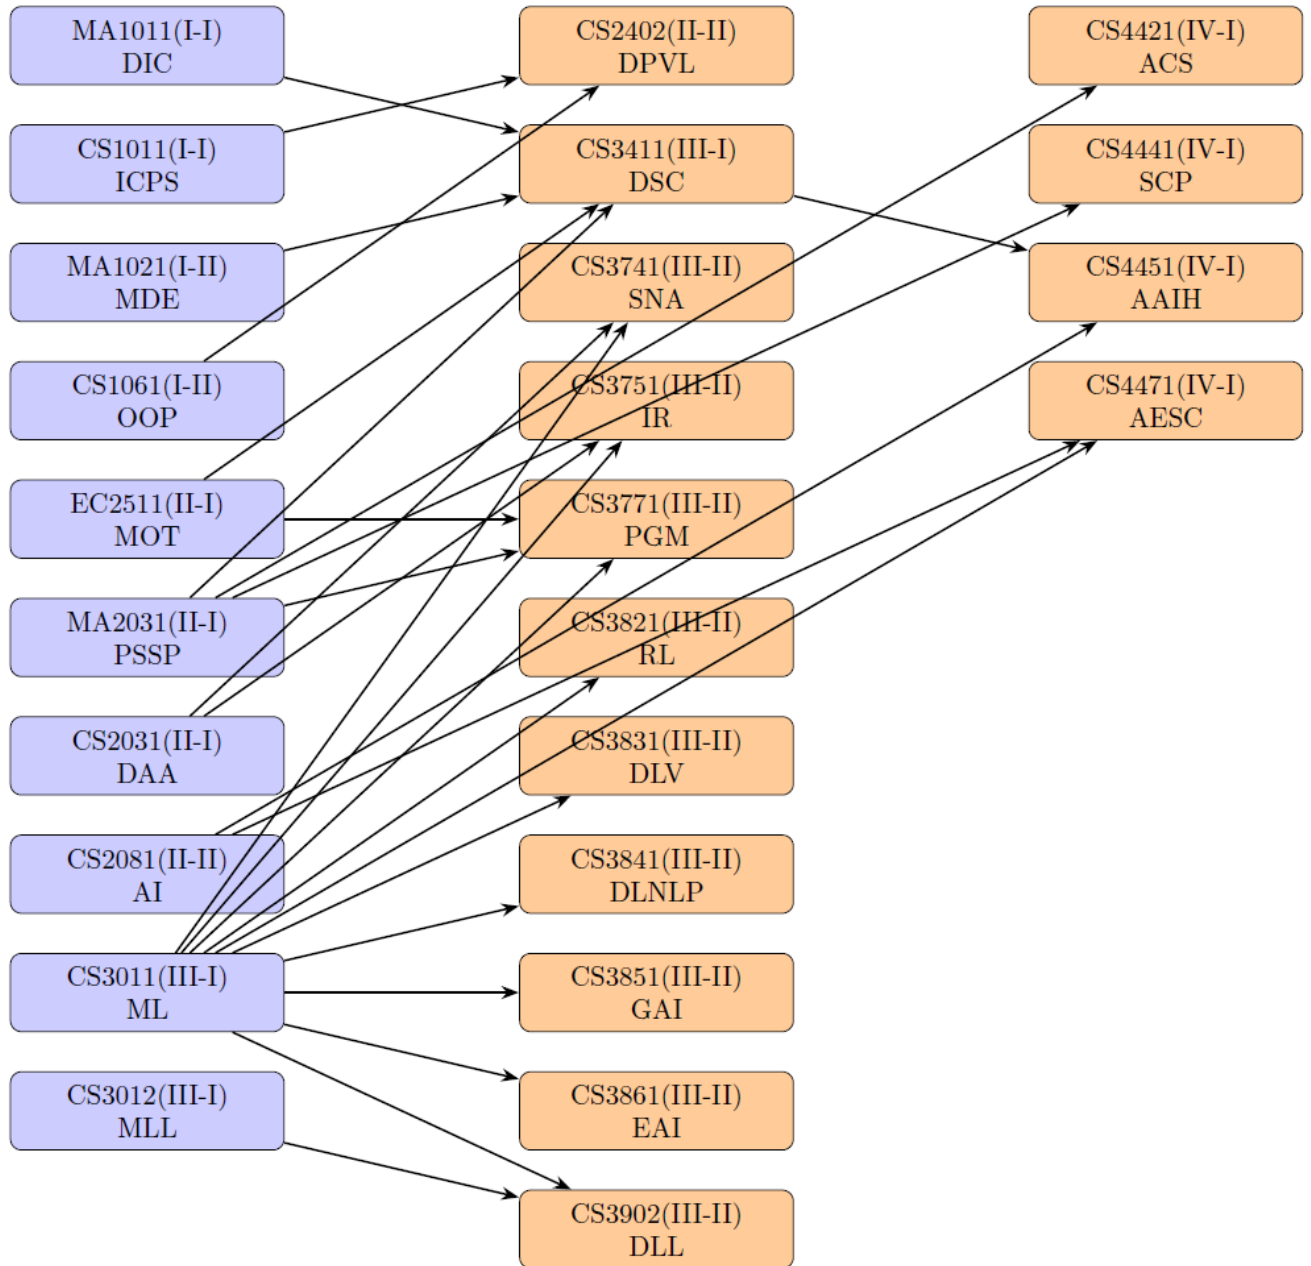 MA1011(I-I)
DIC
CS1011(I-I)
ICPS
MA1021(I-II)
MDE
CS1061(I-II)
OOP
EC2511(II-I)
MOT
MA2031(II-I)
PSSP
CS2031(II-I)
DAA
CS2081(II-II)
AI
CS3011(III-I)
ML
CS3012(III-I)
MLL
CS2402(II-II)
DPVL
CS3411(III-I)
DSC
CS3741(III-II)
SNA
CS3751(III-II)
IR
CS3771(III-II)
PGM
CS3821(III-II)
RL
CS3831(III-II)
DLV
CS3841(III-II)
DLNLP
CS3851(III-II)
GAI
CS3861(III-II)
EAI
CS3902(III-II)
DLL
CS4421(IV-I)
ACS
CS4441(IV-I)
SCP
CS4451(IV-I)
AAIH
CS4471(IV-I)
AESC